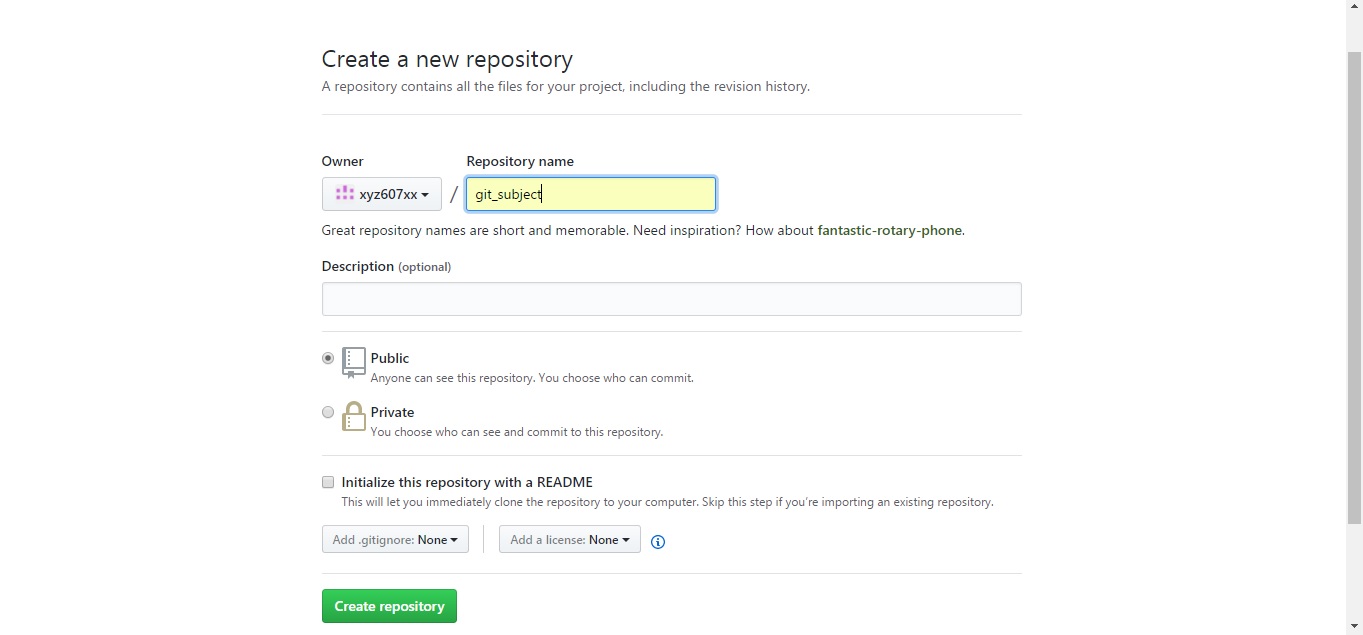 Create a new repository
A repository contains all the files for your project, including the revision history.
Owner
Repository name
xyz607xx
/
git_subject
Great repository names are short and memorable. Need inspiration? How about fantastic-rotary-phone.
Description (optional)
Public
Anyone can see this repository. You choose who can commit.
Private
You choose who can see and commit to this repository.
Initialize this repository with a README
This will let you immediately clone the repository to your computer. Skip this step if you’re importing an existing repository.
Add .gitignore: None
Add a license: None
Create repository